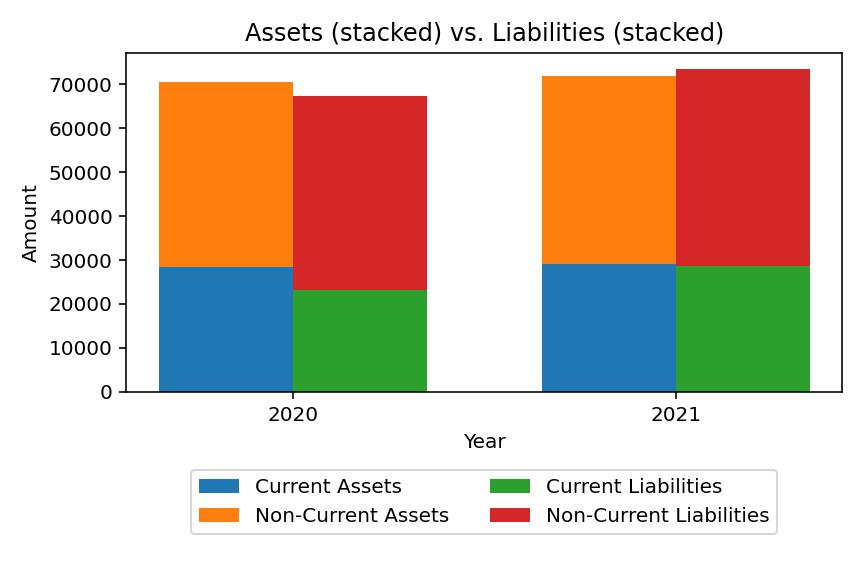 Assets (stacked) vs. Liabilities (stacked)
70000
60000
50000
40000
30000
20000
10000
0
Amount
2020 2021
Year
Current Assets Current Liabilities
Non-Current Assets Non-Current Liabilities